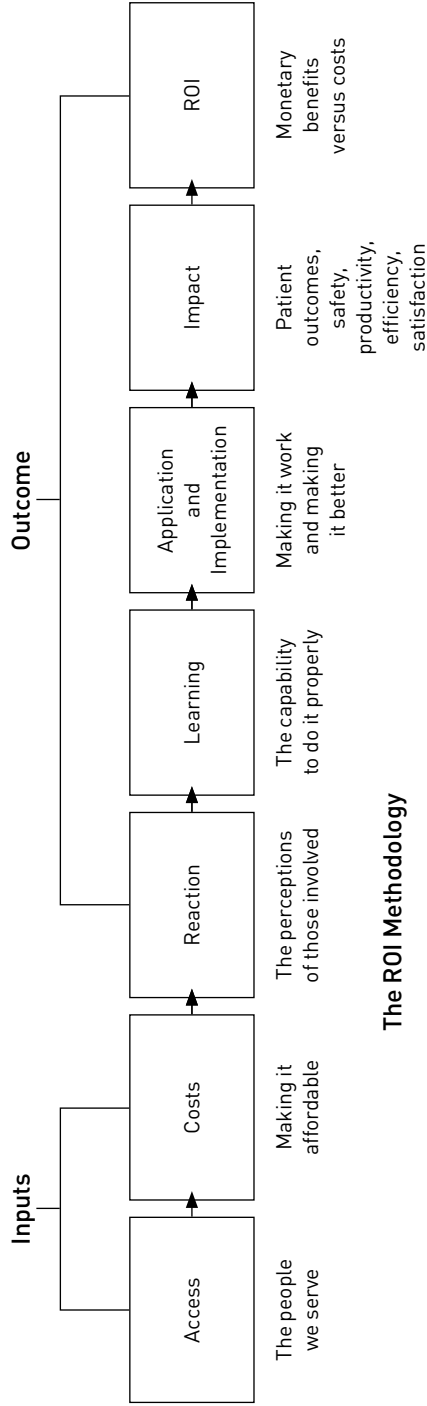 Inputs
Outcome
Access
Costs
Reaction
Learning
Application
and
Implementation
Impact
ROI
The people
we serve
Making it
affordable
The perceptions
of those involved
The capability
to do it properly
Making it work
and making
it better
Patient
outcomes,
safety,
productivity,
efficiency,
satisfaction
Monetary
benefits
versus costs
The ROI Methodology